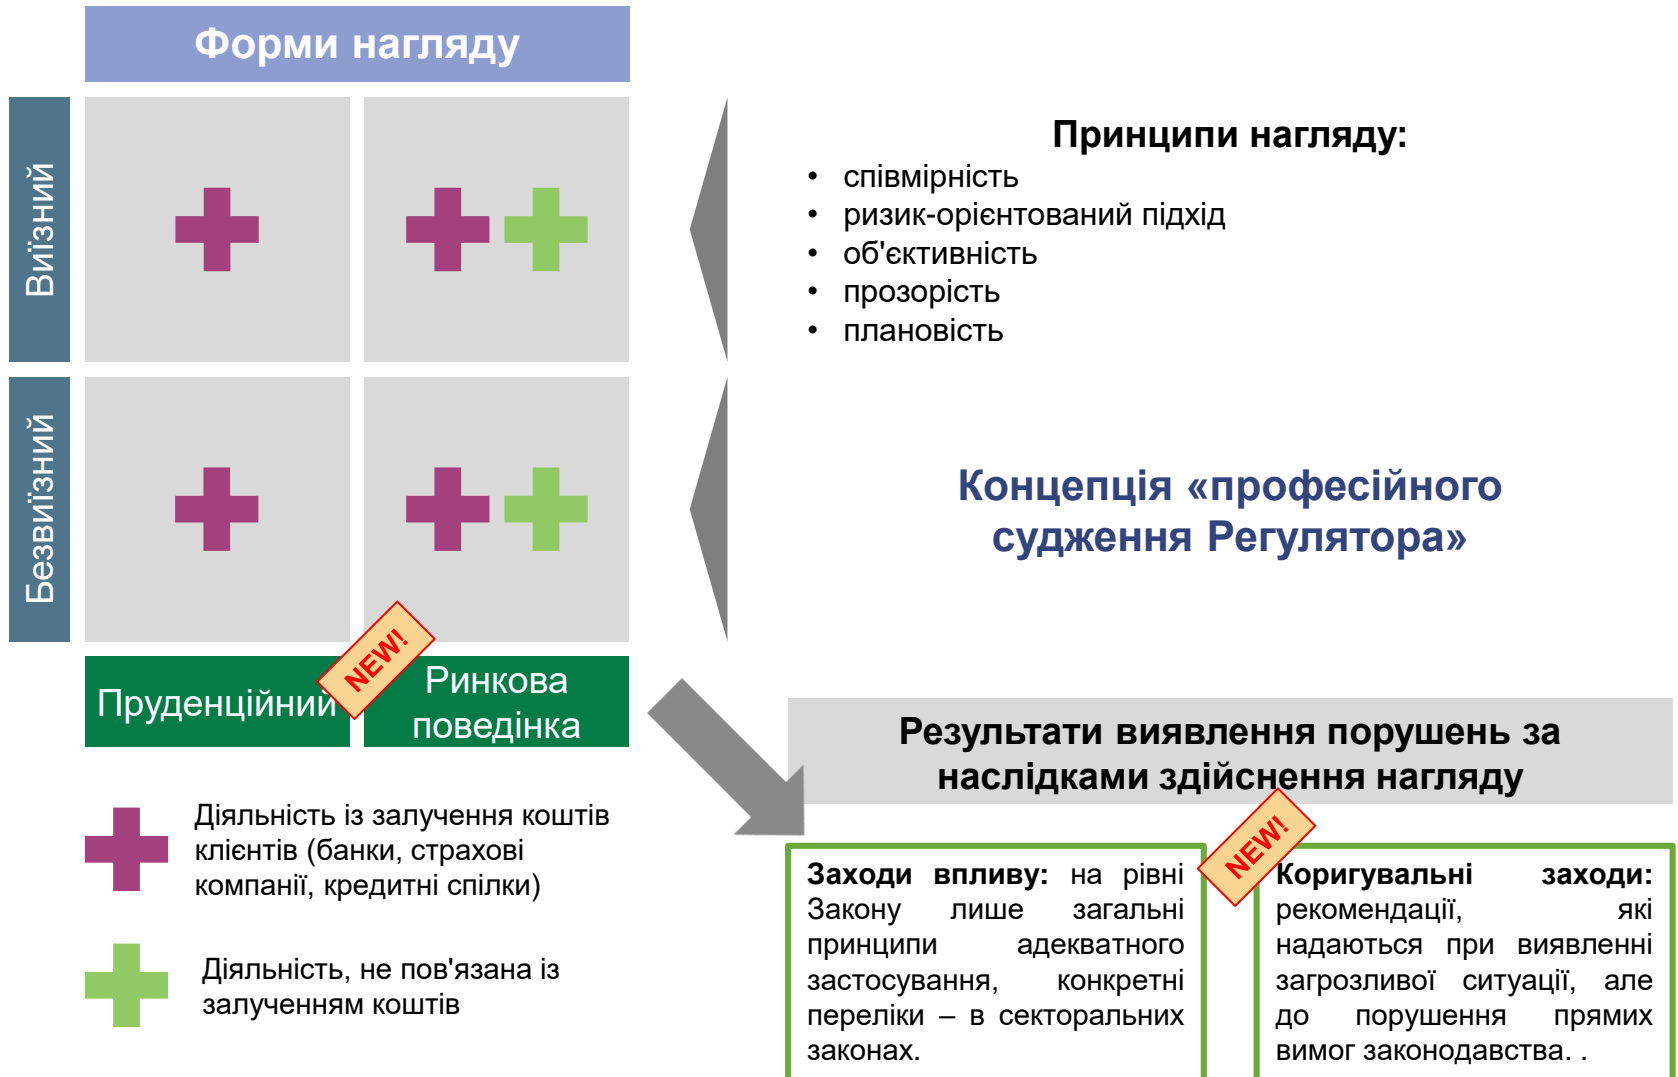 Форми нагляду
Виїзний
Безвиїзний
Пруденційний
NEW!
Ринкова
поведінка
Діяльність із залучення коштів
клієнтів (банки, страхові
компанії, кредитні спілки)
Діяльність, не пов'язана із
залученням коштів
Принципи нагляду:
• співмірність
• ризик-орієнтований підхід
• об'єктивність
• прозорість
• плановість
Концепція «професійного
судження Регулятора»
Результати виявлення порушень за
наслідками здійснення нагляду
Заходи впливу: на рівні
Закону лише загальні
принципи адекватного
застосування, конкретні
переліки – в секторальних
законах.
NEW!
Коригувальні заходи:
рекомендації, які
надаються при виявленні
загрозливої ситуації, але
до порушення прямих
вимог законодавства. .